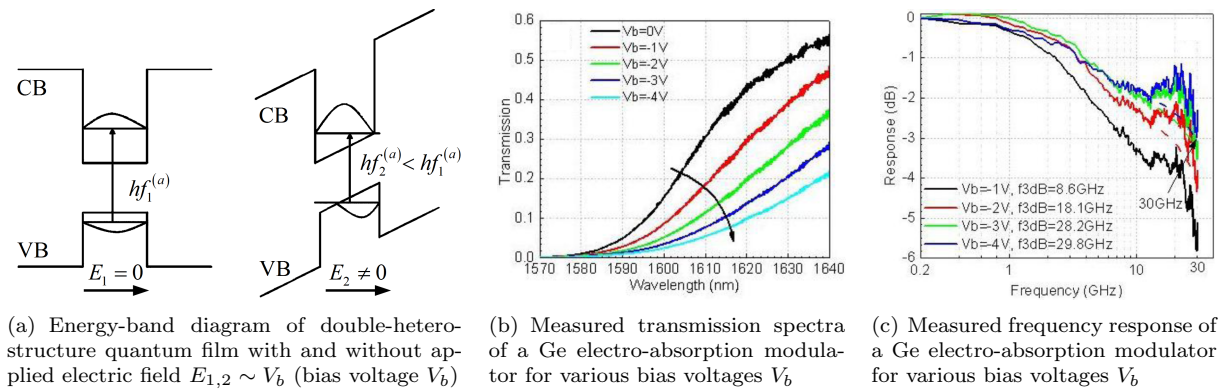 CB
hf₁⁽ᵃ⁾
VB
E₁ = 0
CB
hf₂⁽ᵃ⁾ < hf₁⁽ᵃ⁾
VB
E₂ ≠ 0
(a) Energy-band diagram of double-hetero-
structure quantum film with and without ap-
plied electric field E₁,₂ ∼ V_b (bias voltage V_b)
0.6
0.5
0.4
0.3
0.2
0.1
0.0
Transmission
Vb=0V
Vb=-1V
Vb=-2V
Vb=-3V
Vb=-4V
1570 1580 1590 1600 1610 1620 1630 1640
Wavelength (nm)
(b) Measured transmission spectra
of a Ge electro-absorption modula-
tor for various bias voltages V_b
0
-1
-2
-3
-4
-5
-6
Response (dB)
30GHz
Vb=-1V, f3dB=8.6GHz
Vb=-2V, f3dB=18.1GHz
Vb=-3V, f3dB=28.2GHz
Vb=-4V, f3dB=29.8GHz
0.2 1 10 30
Frequency (GHz)
(c) Measured frequency response of
a Ge electro-absorption modulator
for various bias voltages V_b